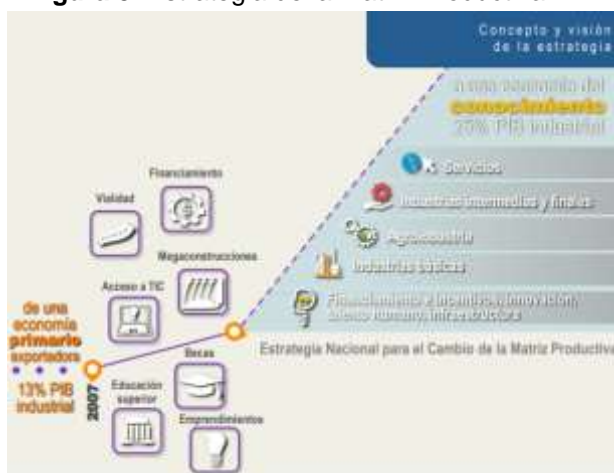 Concepto y visión
de la estrategia
a una economía del
conocimiento
25% PIB industrial
Servicios
Industrias intermedias y finales
Agroindustria
Industrias básicas
Financiamiento e incentivo, innovación,
talento humano, infraestructura
Estrategia Nacional para el Cambio de la Matriz Productiva
Financiamiento
Vialidad
Megaconstrucciones
Acceso a TIC
de una
economía
primario
exportadora
13% PIB
industrial
2007
Becas
Educación
superior
Emprendimientos